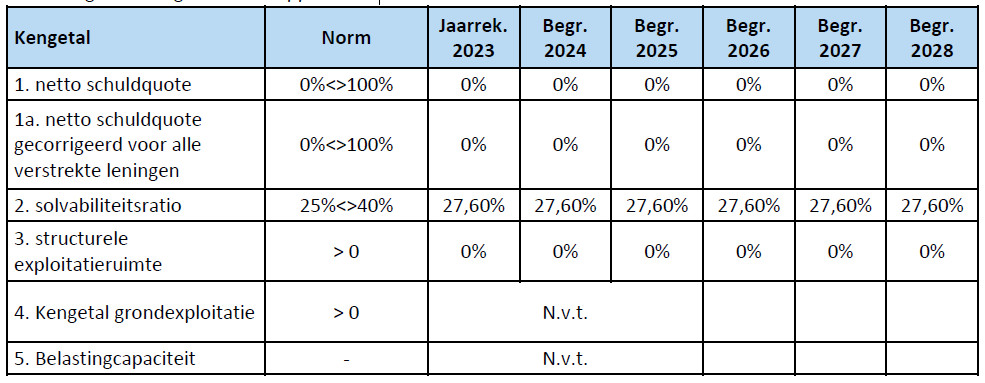 Kengetal Norm Jaarrek. 2023 Begr. 2024 Begr. 2025 Begr. 2026 Begr. 2027 Begr. 2028
1. netto schuldquote 0%<>100% 0% 0% 0% 0% 0% 0%
1a. netto schuldquote
gecorrigeerd voor alle
verstrekte leningen 0%<>100% 0% 0% 0% 0% 0% 0%
2. solvabiliteitsratio 25%<>40% 27,60% 27,60% 27,60% 27,60% 27,60% 27,60%
3. structurele
exploitatieruimte > 0 0% 0% 0% 0% 0% 0%
4. Kengetal grondexploitatie > 0 N.v.t.
5. Belastingcapaciteit - N.v.t.